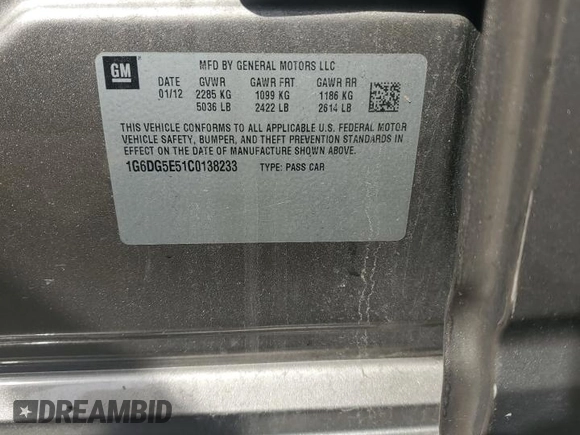 GM
MFD BY GENERAL MOTORS LLC
DATE GVWR GAWR FRT GAWR RR
01/12 2285 KG 1099 KG 1186 KG
5036 LB 2422 LB 2614 LB
THIS VEHICLE CONFORMS TO ALL APPLICABLE U.S. FEDERAL MOTOR
VEHICLE SAFETY, BUMPER, AND THEFT PREVENTION STANDARDS IN
EFFECT ON THE DATE OF MANUFACTURE SHOWN ABOVE.
1G6DG5E51C0138233 TYPE: PASS CAR
DREAMBID